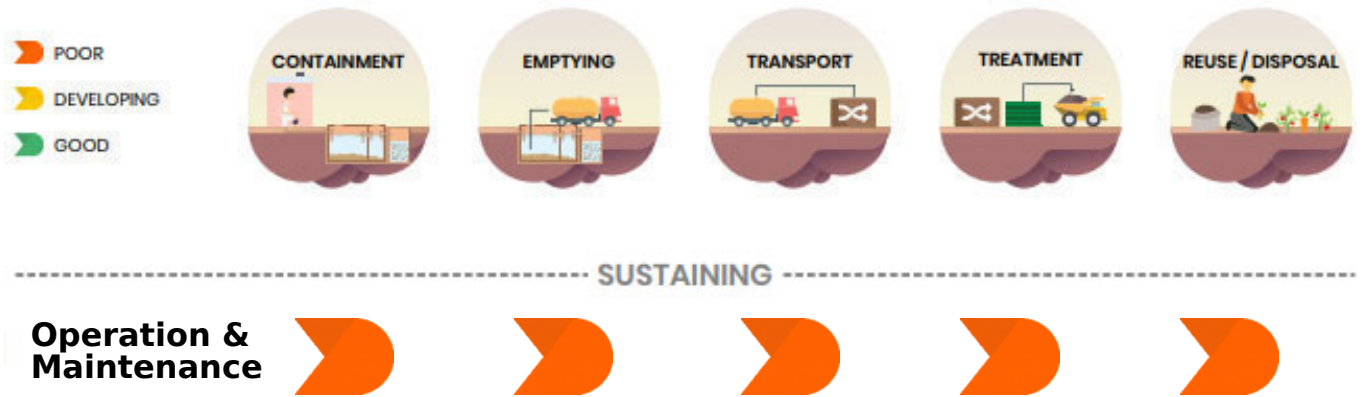 POOR
DEVELOPING
GOOD
CONTAINMENT
EMPTYING
TRANSPORT
TREATMENT
REUSE / DISPOSAL
SUSTAINING
Operation &
Maintenance